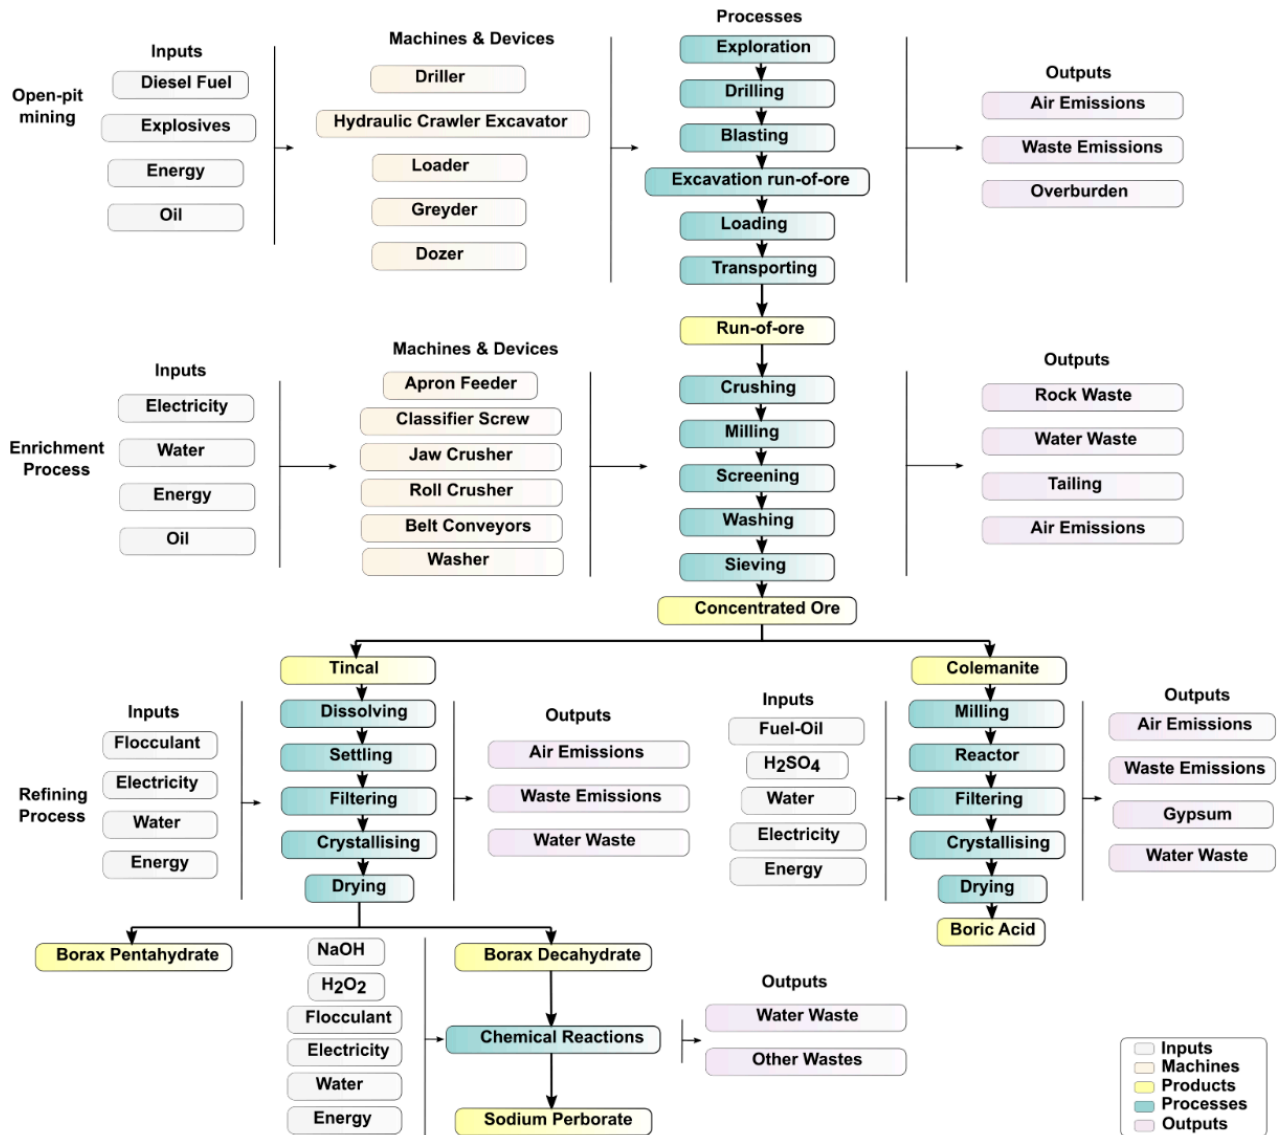 Processes
Inputs
Machines & Devices
Exploration
Outputs
Open-pit
mining
Diesel Fuel
Explosives
Energy
Oil
Driller
Hydraulic Crawler Excavator
Loader
Greyder
Dozer
Drilling
Blasting
Excavation run-of-ore
Loading
Transporting
Air Emissions
Waste Emissions
Overburden
Run-of-ore
Enrichment
Process
Inputs
Electricity
Water
Energy
Oil
Machines & Devices
Apron Feeder
Classifier Screw
Jaw Crusher
Roll Crusher
Belt Conveyors
Washer
Crushing
Milling
Screening
Washing
Sieving
Outputs
Rock Waste
Water Waste
Tailing
Air Emissions
Concentrated Ore
Refining
Process
Inputs
Flocculant
Electricity
Water
Energy
Tincal
Dissolving
Settling
Filtering
Crystallising
Drying
Outputs
Air Emissions
Waste Emissions
Water Waste
Inputs
Fuel-Oil
H2SO4
Water
Electricity
Energy
Colemanite
Milling
Reactor
Filtering
Crystallising
Drying
Boric Acid
Outputs
Air Emissions
Waste Emissions
Gypsum
Water Waste
Borax Pentahydrate
NaOH
H2O2
Flocculant
Electricity
Water
Energy
Borax Decahydrate
Chemical Reactions
Sodium Perborate
Outputs
Water Waste
Other Wastes
Inputs
Machines
Products
Processes
Outputs